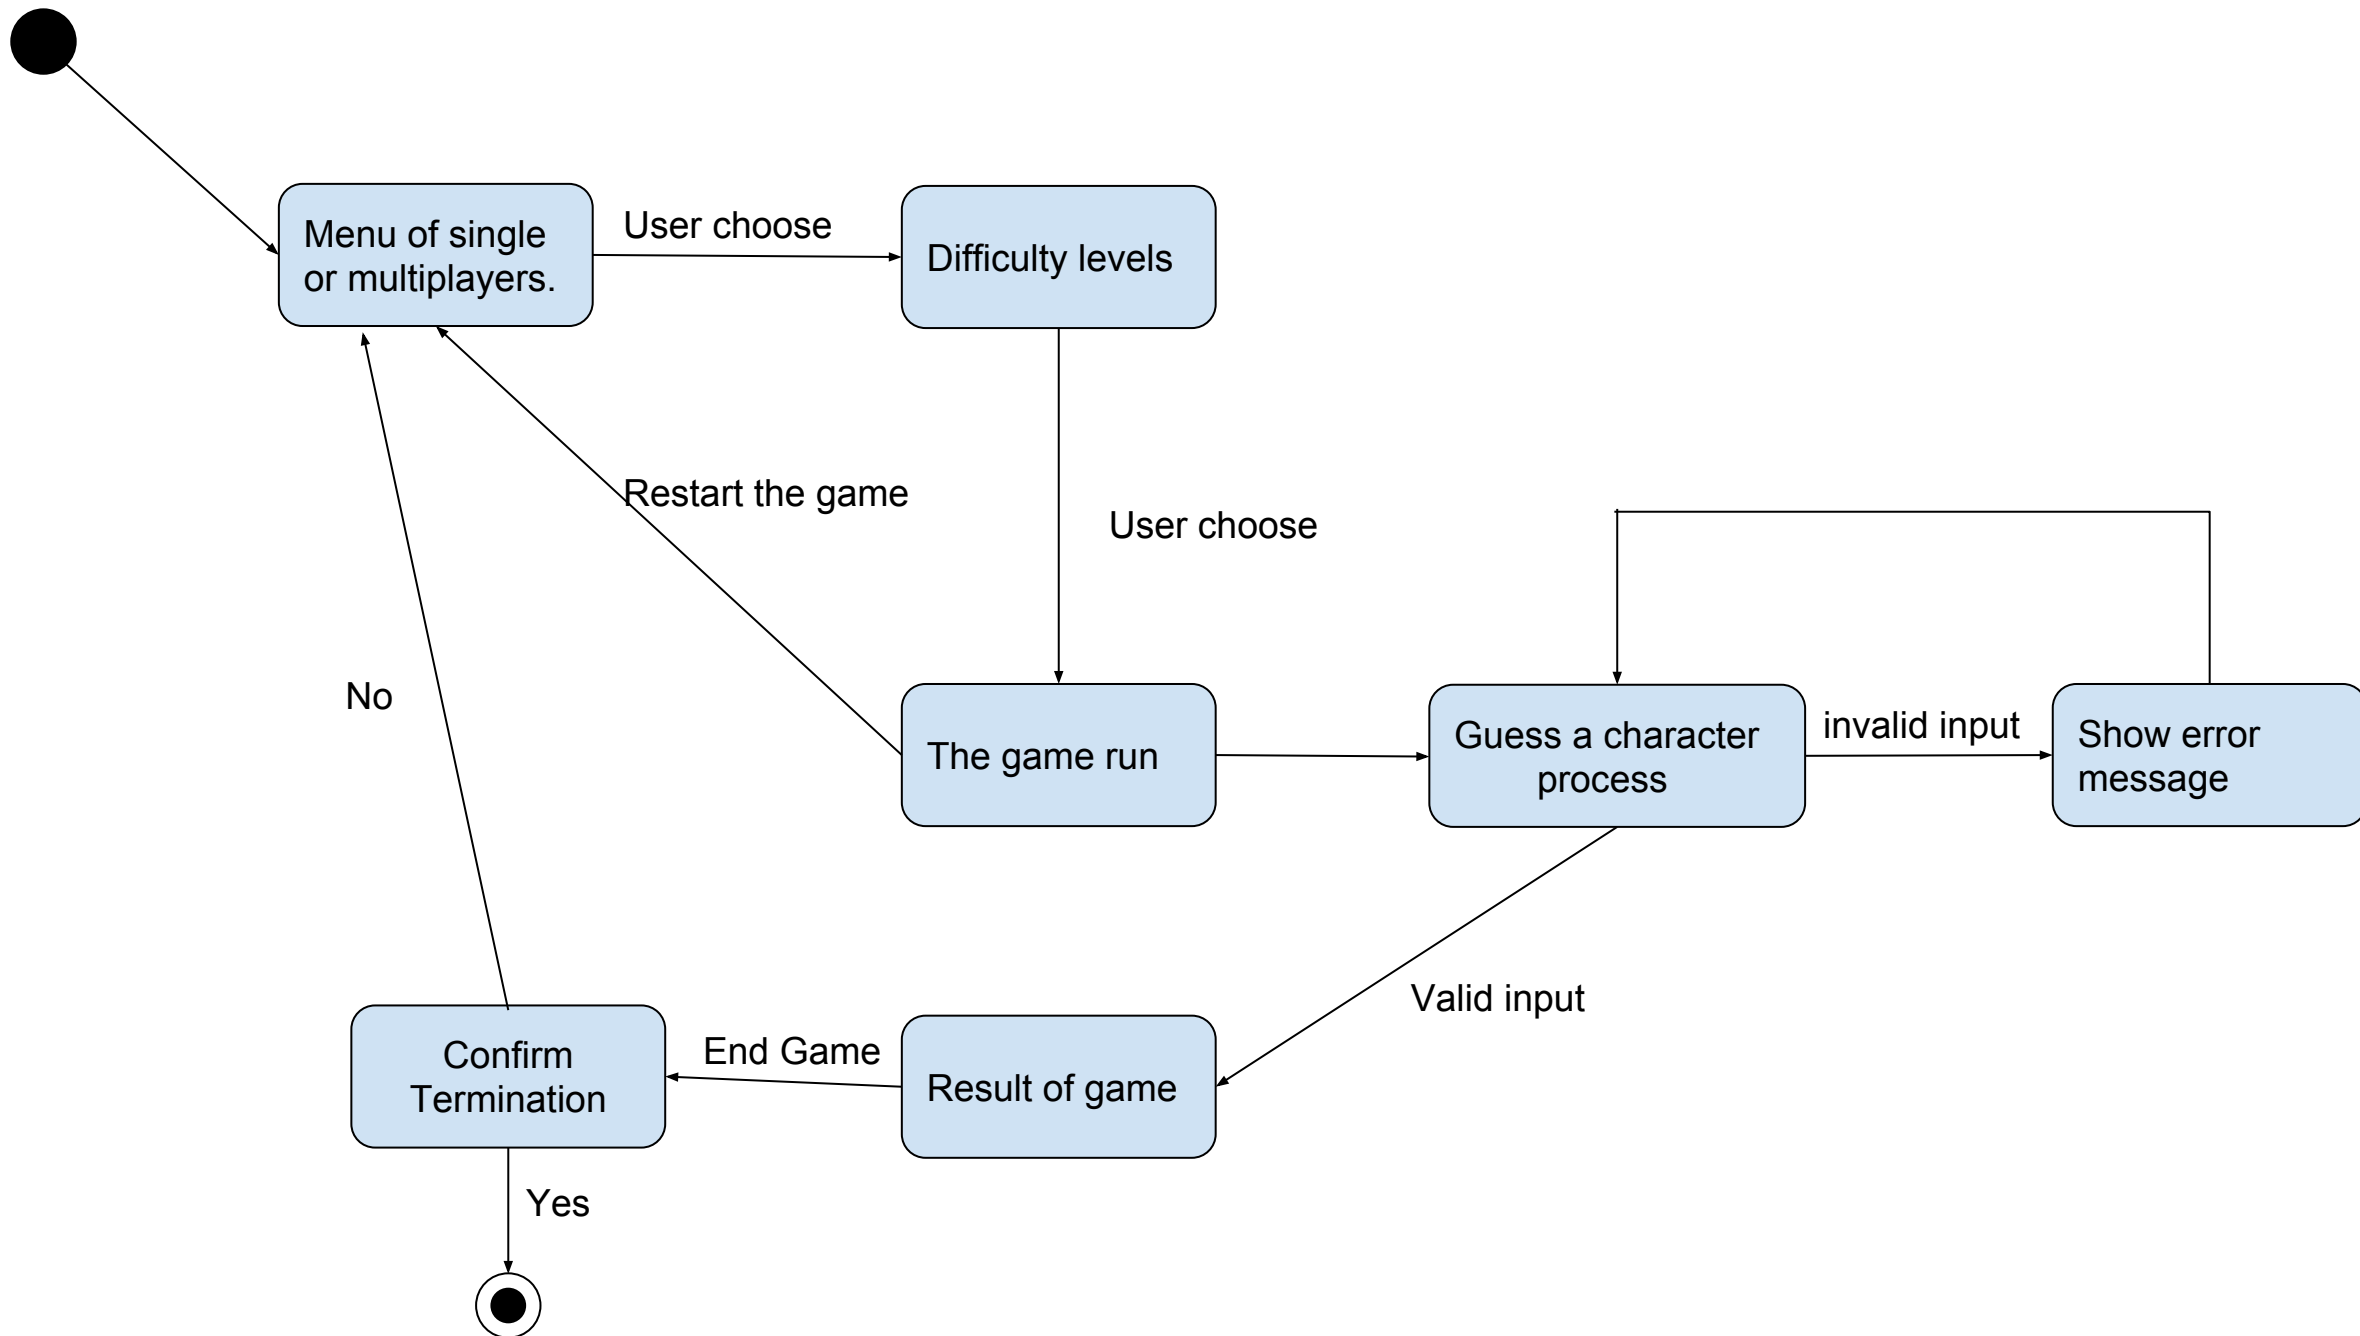 Menu of single
or multiplayers.
User choose
Difficulty levels
Restart the game
User choose
No
The game run
Guess a character
process
invalid input
Show error
message
Valid input
Confirm
Termination
End Game
Result of game
Yes